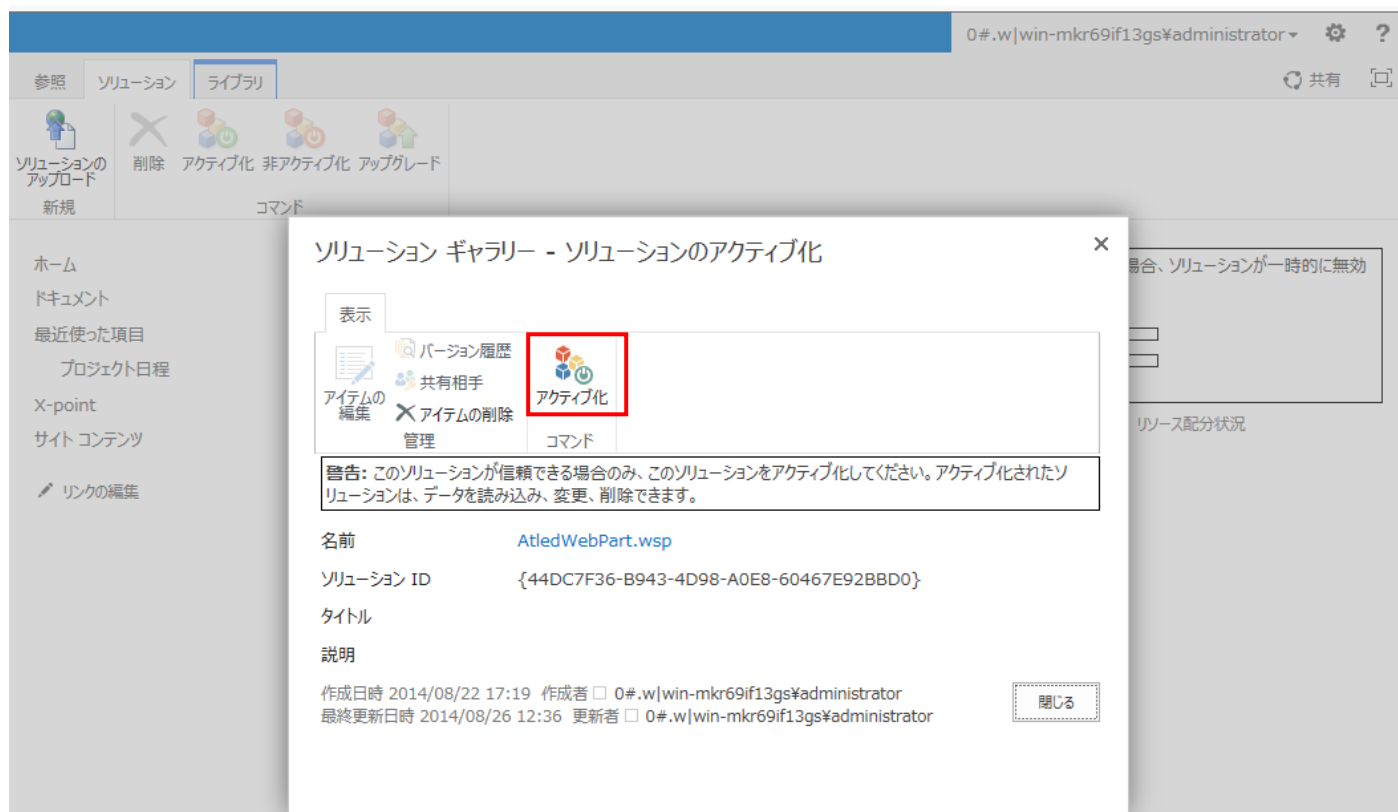 0#.w|win-mkr69if13gs¥administrator
?
参照
ソリューション
ライブラリ
共有
ソリューションの
アップロード
削除
アクティブ化
非アクティブ化
アップグレード
新規
コマンド
ホーム
ドキュメント
最近使った項目
プロジェクト日程
X-point
サイト コンテンツ
リンクの編集
ソリューション ギャラリー - ソリューションのアクティブ化
表示
アイテムの
編集
バージョン履歴
共有相手
アイテムの削除
管理
アクティブ化
コマンド
警告: このソリューションが信頼できる場合のみ、このソリューションをアクティブ化してください。アクティブ化されたソ
リューションは、データを読み込み、変更、削除できます。
名前 AtledWebPart.wsp
ソリューション ID {44DC7F36-B943-4D98-A0E8-60467E92BBD0}
タイトル
説明
作成日時 2014/08/22 17:19 作成者 □ 0#.w|win-mkr69if13gs¥administrator
最終更新日時 2014/08/26 12:36 更新者 □ 0#.w|win-mkr69if13gs¥administrator
閉じる
場合、ソリューションが一時的に無効
リソース配分状況